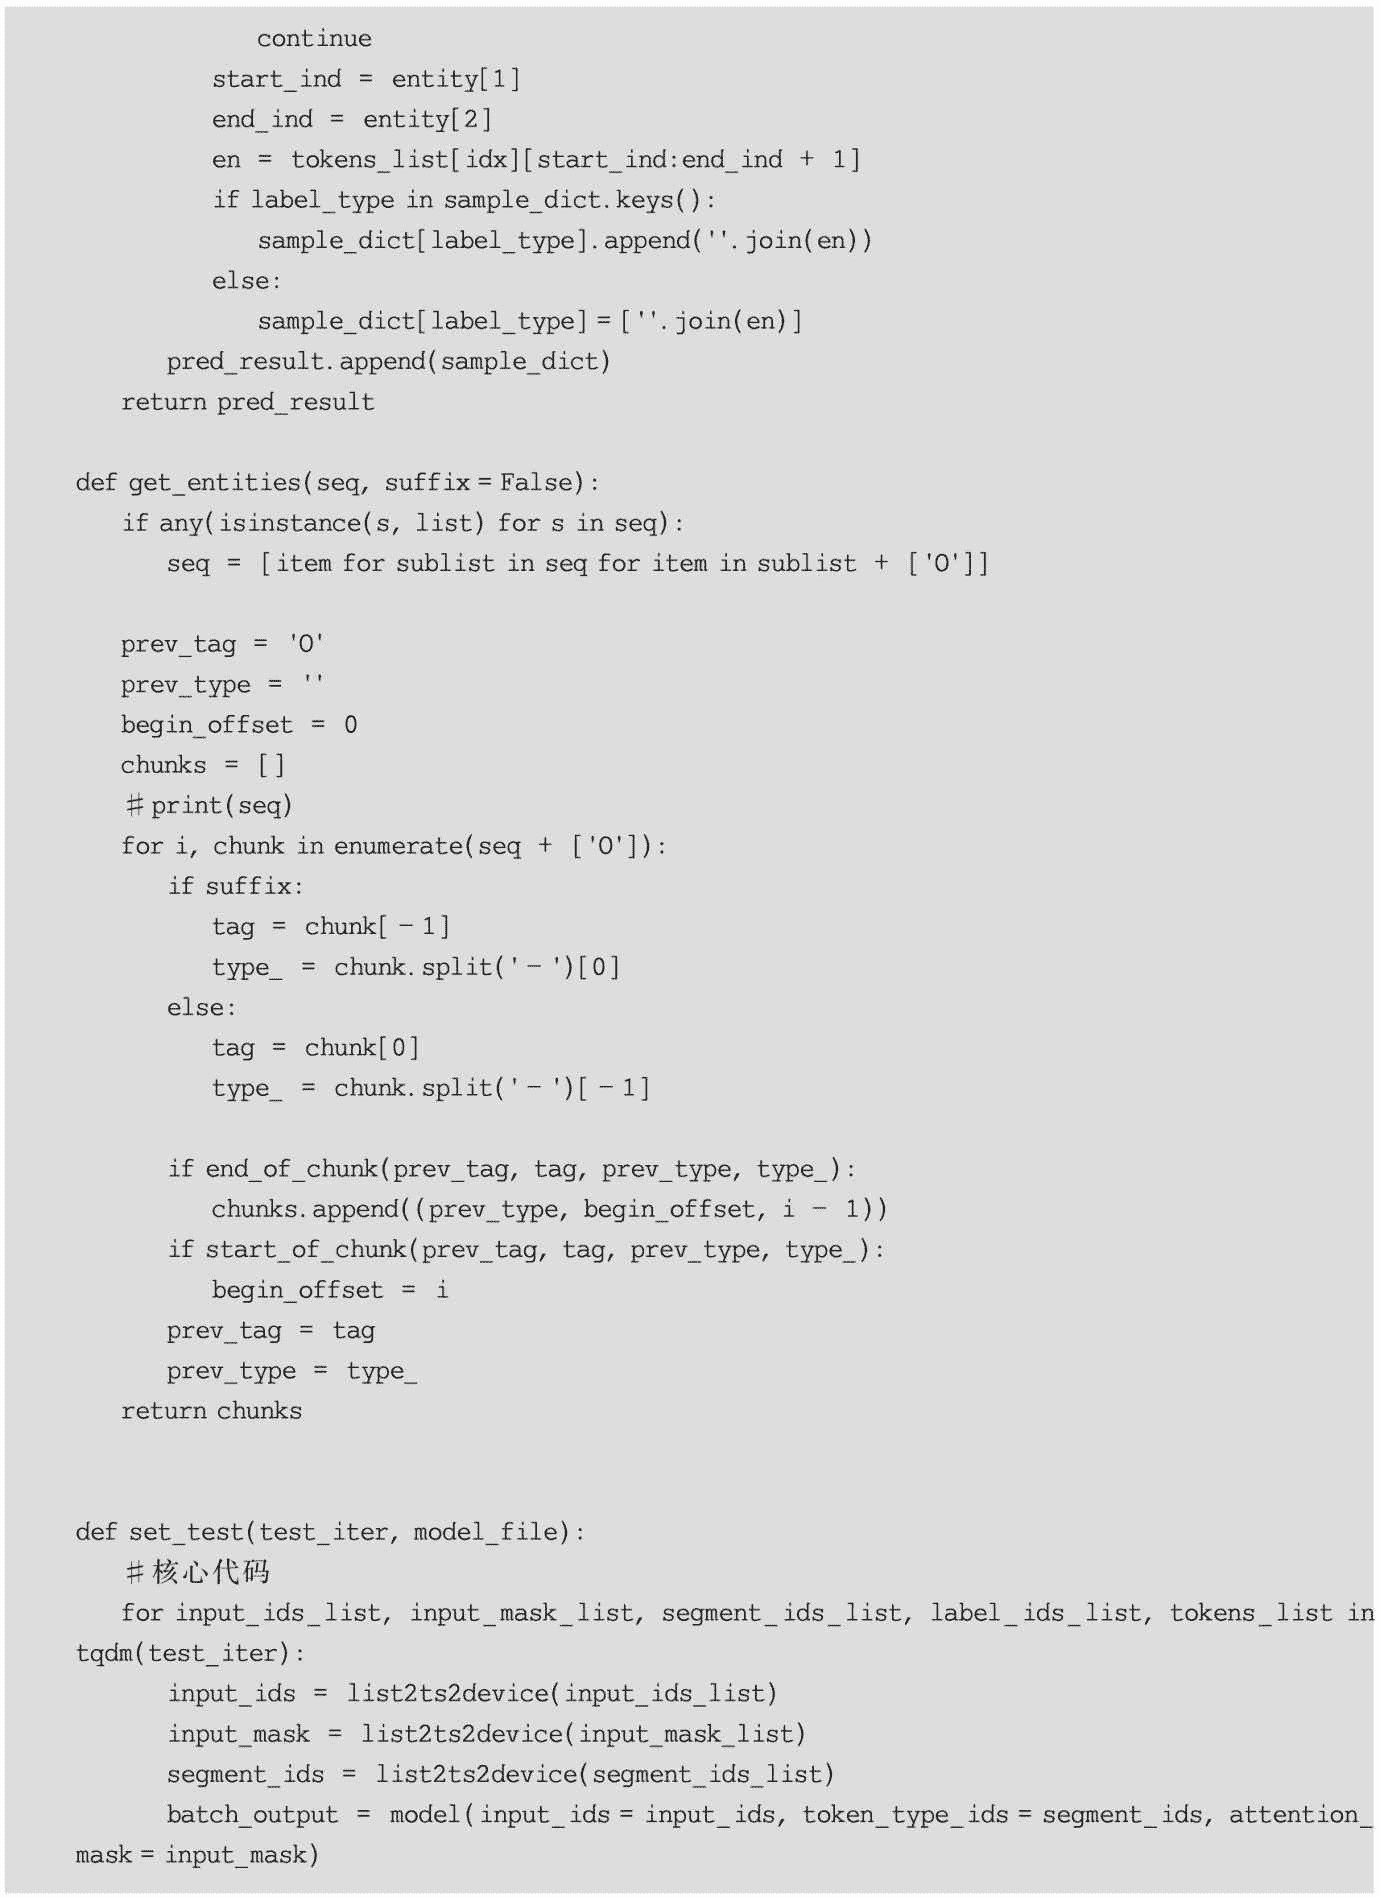 continue
start_ind = entity[1]
end_ind = entity[2]
en = tokens_list[idx][start_ind:end_ind + 1]
if label_type in sample_dict.keys():
sample_dict[label_type].append(''.join(en))
else:
sample_dict[label_type]=[''.join(en)]
pred_result.append(sample_dict)
return pred_result
def get_entities(seq, suffix=False):
if any(isinstance(s, list) for s in seq):
seq = [item for sublist in seq for item in sublist + ['O']]
prev_tag = 'O'
prev_type = ''
begin_offset = 0
chunks = []
#print(seq)
for i, chunk in enumerate(seq + ['O']):
if suffix:
tag = chunk[-1]
type_ = chunk.split('-')[0]
else:
tag = chunk[0]
type_ = chunk.split('-')[-1]
if end_of_chunk(prev_tag, tag, prev_type, type_):
chunks.append((prev_type, begin_offset, i - 1))
if start_of_chunk(prev_tag, tag, prev_type, type_):
begin_offset = i
prev_tag = tag
prev_type = type_
return chunks
def set_test(test_iter, model_file):
#核心代码
for input_ids_list, input_mask_list, segment_ids_list, label_ids_list, tokens_list in
tqdm(test_iter):
input_ids = list2ts2device(input_ids_list)
input_mask = list2ts2device(input_mask_list)
segment_ids = list2ts2device(segment_ids_list)
batch_output = model(input_ids=input_ids, token_type_ids=segment_ids, attention_
mask=input_mask)